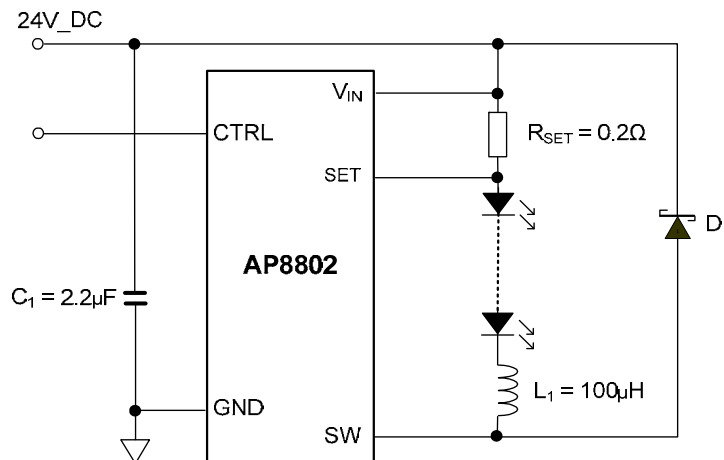 24V_DC
VIN
CTRL
RSET = 0.2Ω
SET
D
AP8802
C1 = 2.2µF
L1 = 100µH
GND
SW